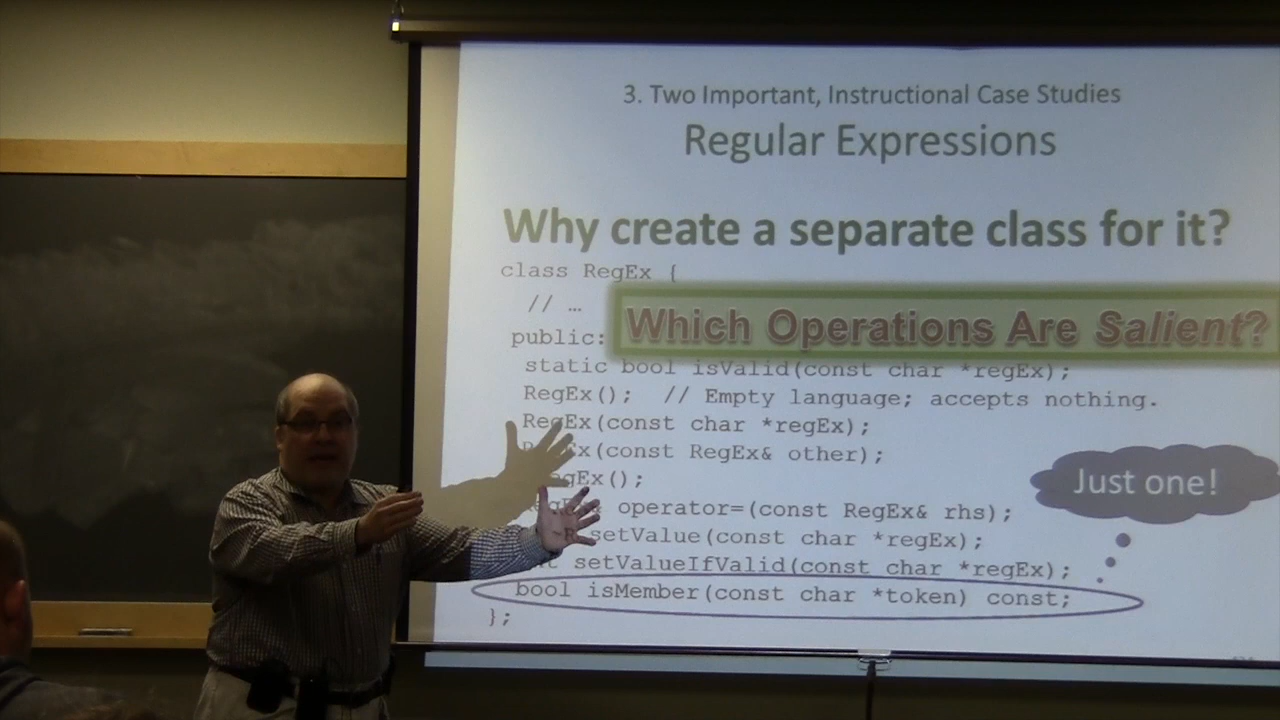 3. Two Important, Instructional Case Studies
Regular Expressions
Why create a separate class for it?
class RegEx {
// …
Which Operations Are Salient?
public:
static bool isValid(const char *regEx);
RegEx(); // Empty language; accepts nothing.
RegEx(const char *regEx);
(const RegEx& other);
gEx();
operator=(const RegEx& rhs);
Just one!
setValue(const char *regEx);
setValueIfValid(const char *regEx);
bool isMember(const char *token) const;
};